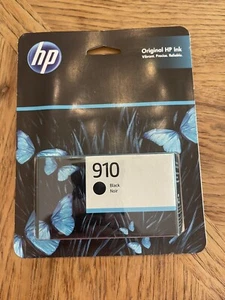 hp
Original HP Ink
Vibrant. Precise. Reliable.
910
Black
Noir